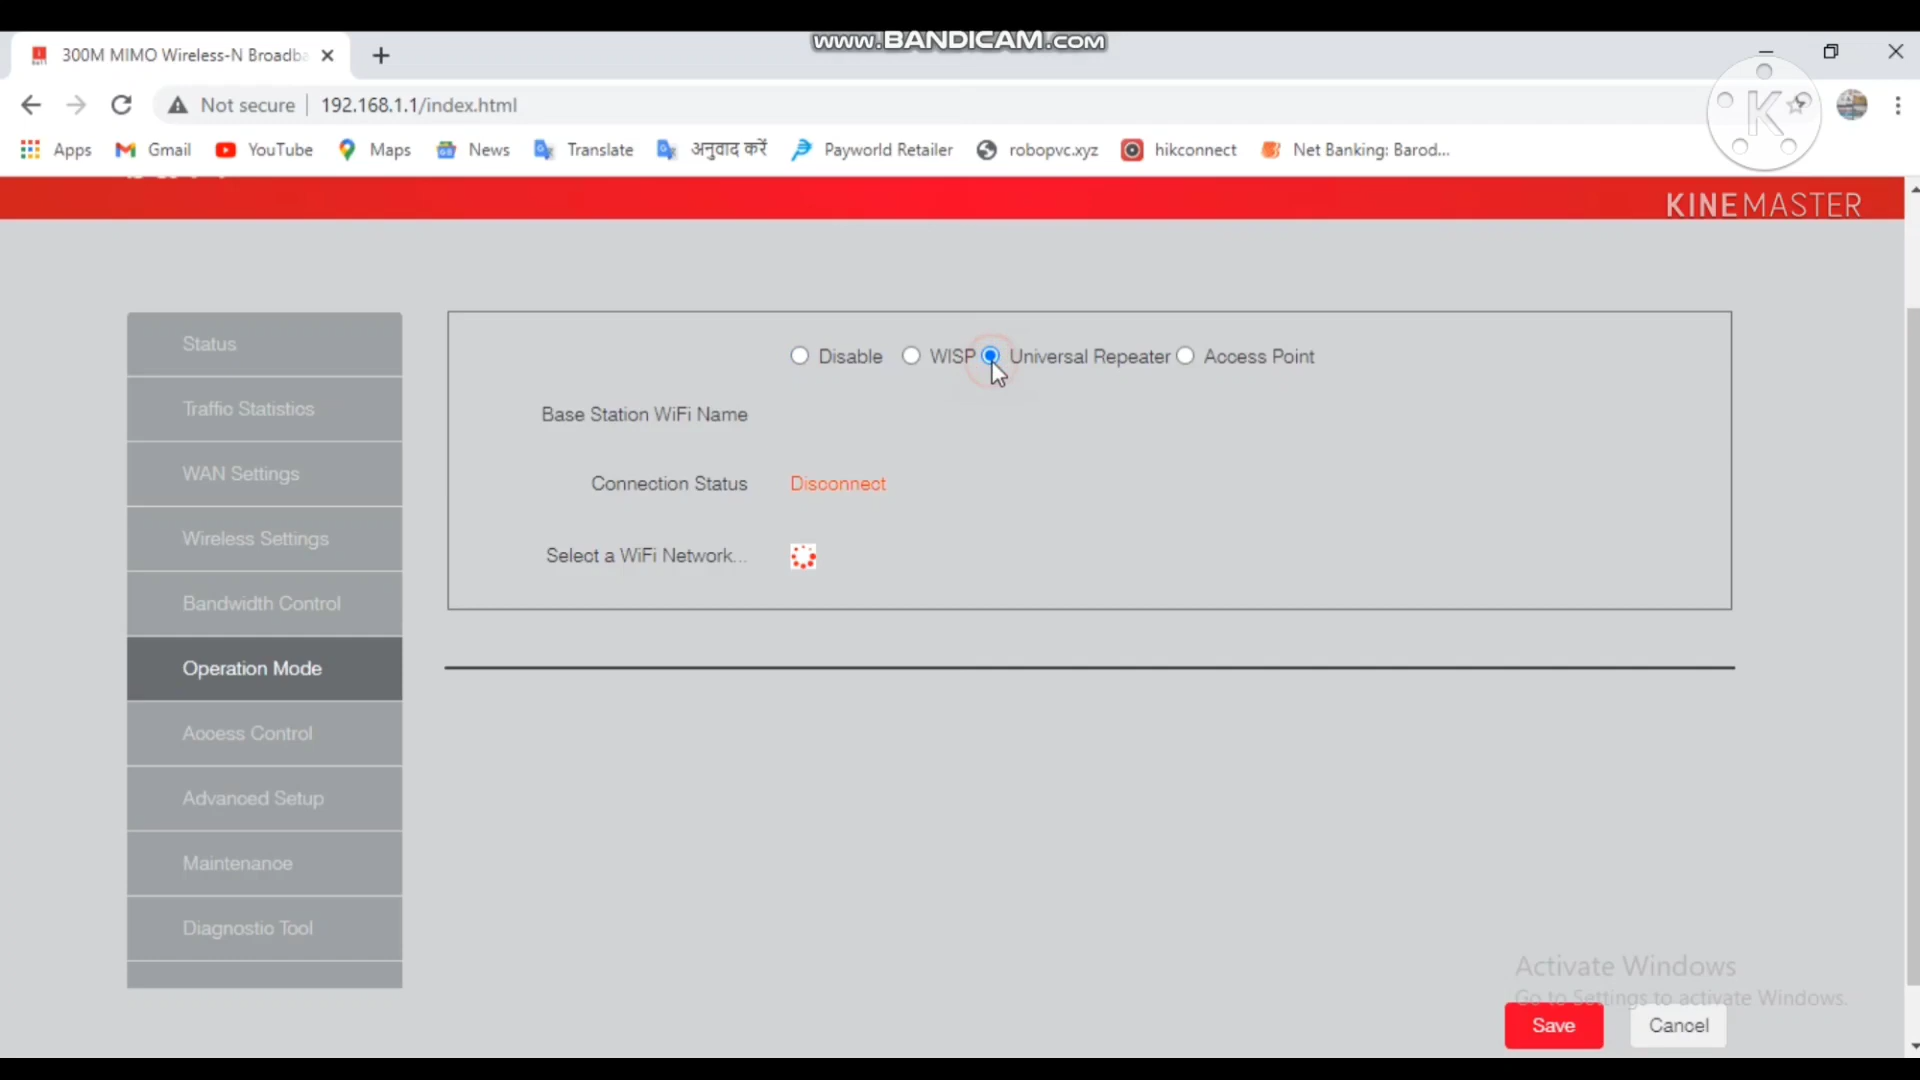 www.BANDICAM.com
300M MIMO Wireless-N Broadba
Not secure
192.168.1.1/index.html
Apps
Gmail
YouTube
Maps
News
Translate
अनुवाद करें
Payworld Retailer
robopvc.xyz
hikconnect
Net Banking: Barod...
K
KINEMASTER
Status
Traffic Statistics
WAN Settings
Wireless Settings
Bandwidth Control
Operation Mode
Access Control
Advanced Setup
Maintenance
Diagnostic Tool
Disable
WISP
Universal Repeater
Access Point
Base Station WiFi Name
Connection Status
Disconnect
Select a WiFi Network...
Activate Windows
Go to Settings to activate Windows.
Save
Cancel